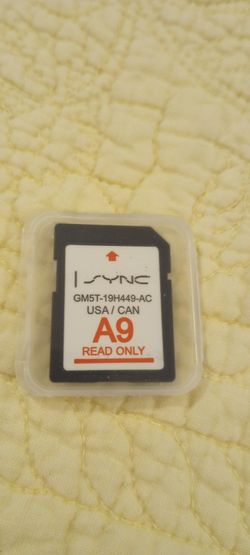 SYNC
GM5T-19H449-AC
USA / CAN
A9
READ ONLY